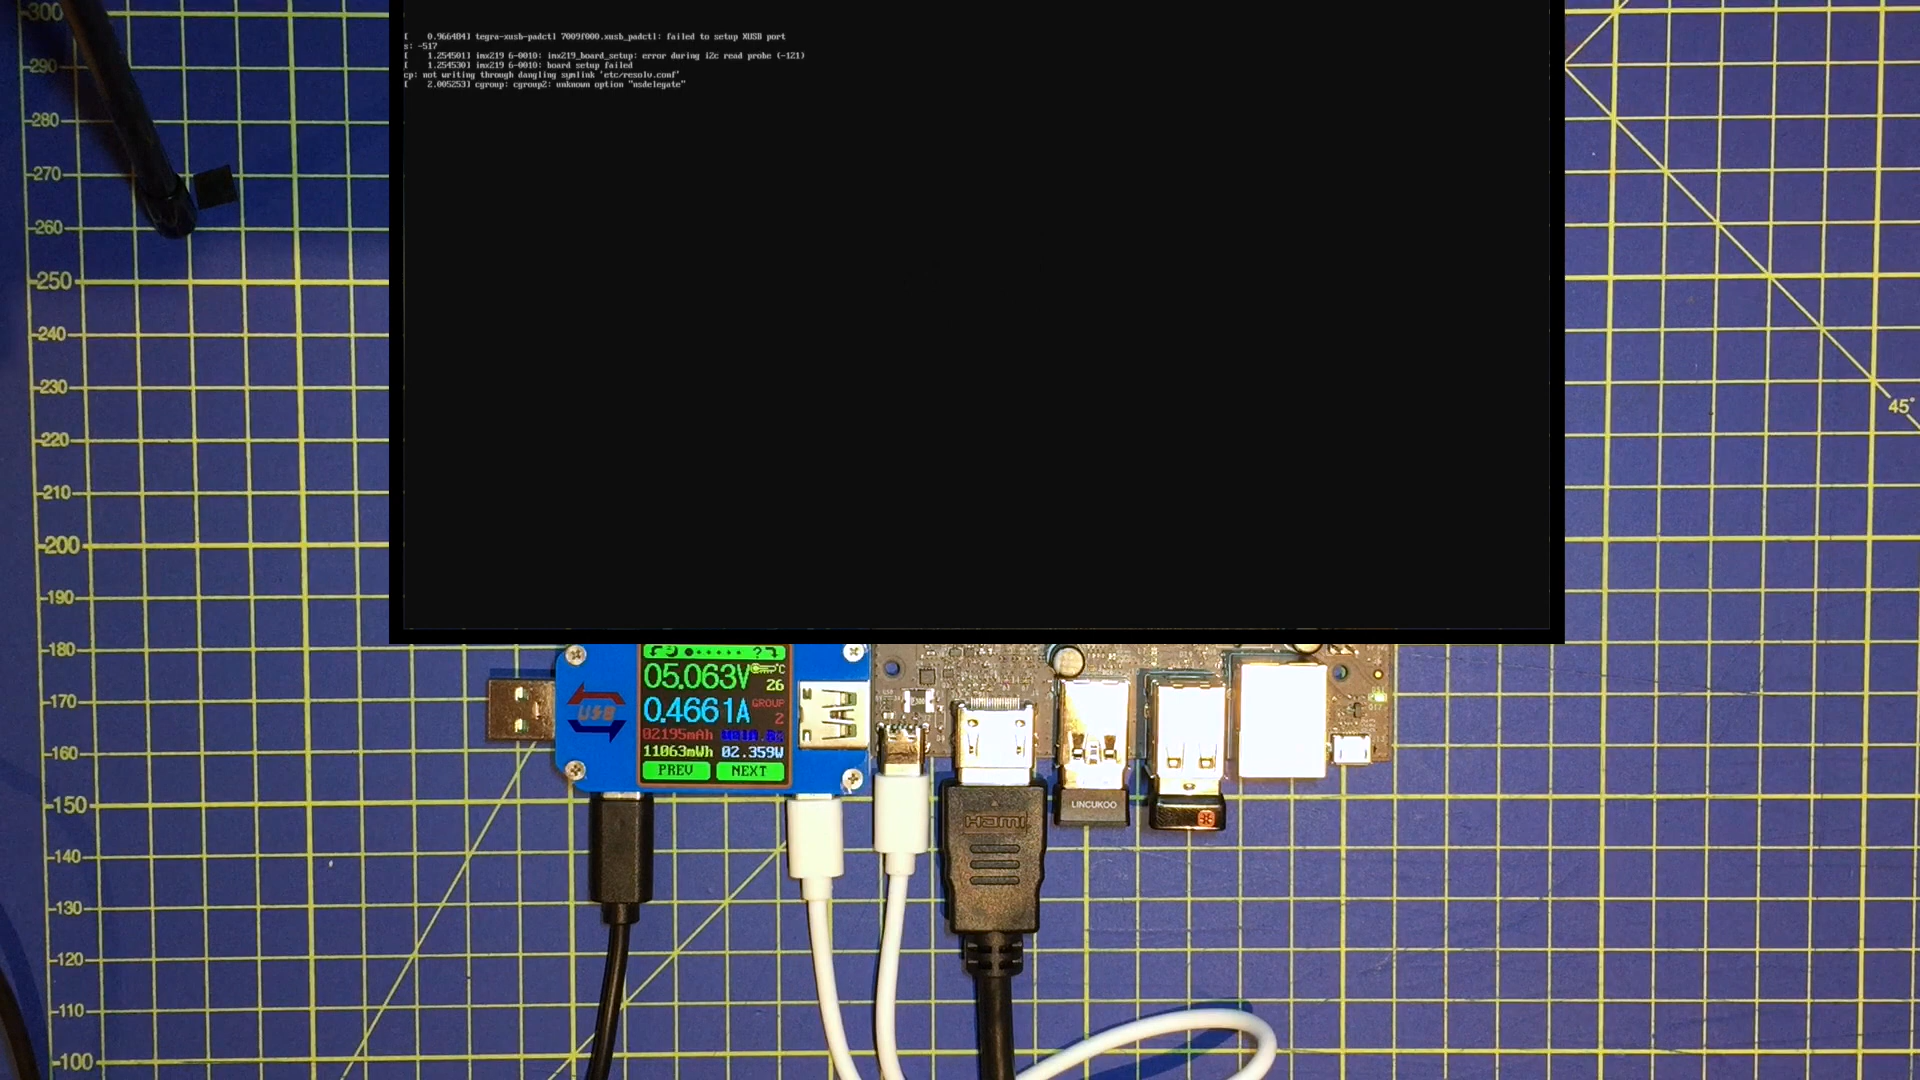 [    0.966484] tegra-xusb-padctl 7009f000.xusb_padctl: failed to setup XUSB port
s: -517
[    1.254501] imx219 6-0010: imx219_board_setup: error during i2c read probe (-121)
[    1.254530] imx219 6-0010: board setup failed
cp: not writing through dangling symlink 'etc/resolv.conf'
[    2.005253] cgroup: cgroup2: unknown option "nsdelegate"
300
290
280
270
260
250
240
230
220
210
200
190
180
170
160
150
140
130
120
110
100
45°
05.063V
°C
26
0.4661A
GROUP
2
02195mAh
11063mWh 02.359W
PREV NEXT
USB
HDMI
LINCUKOO